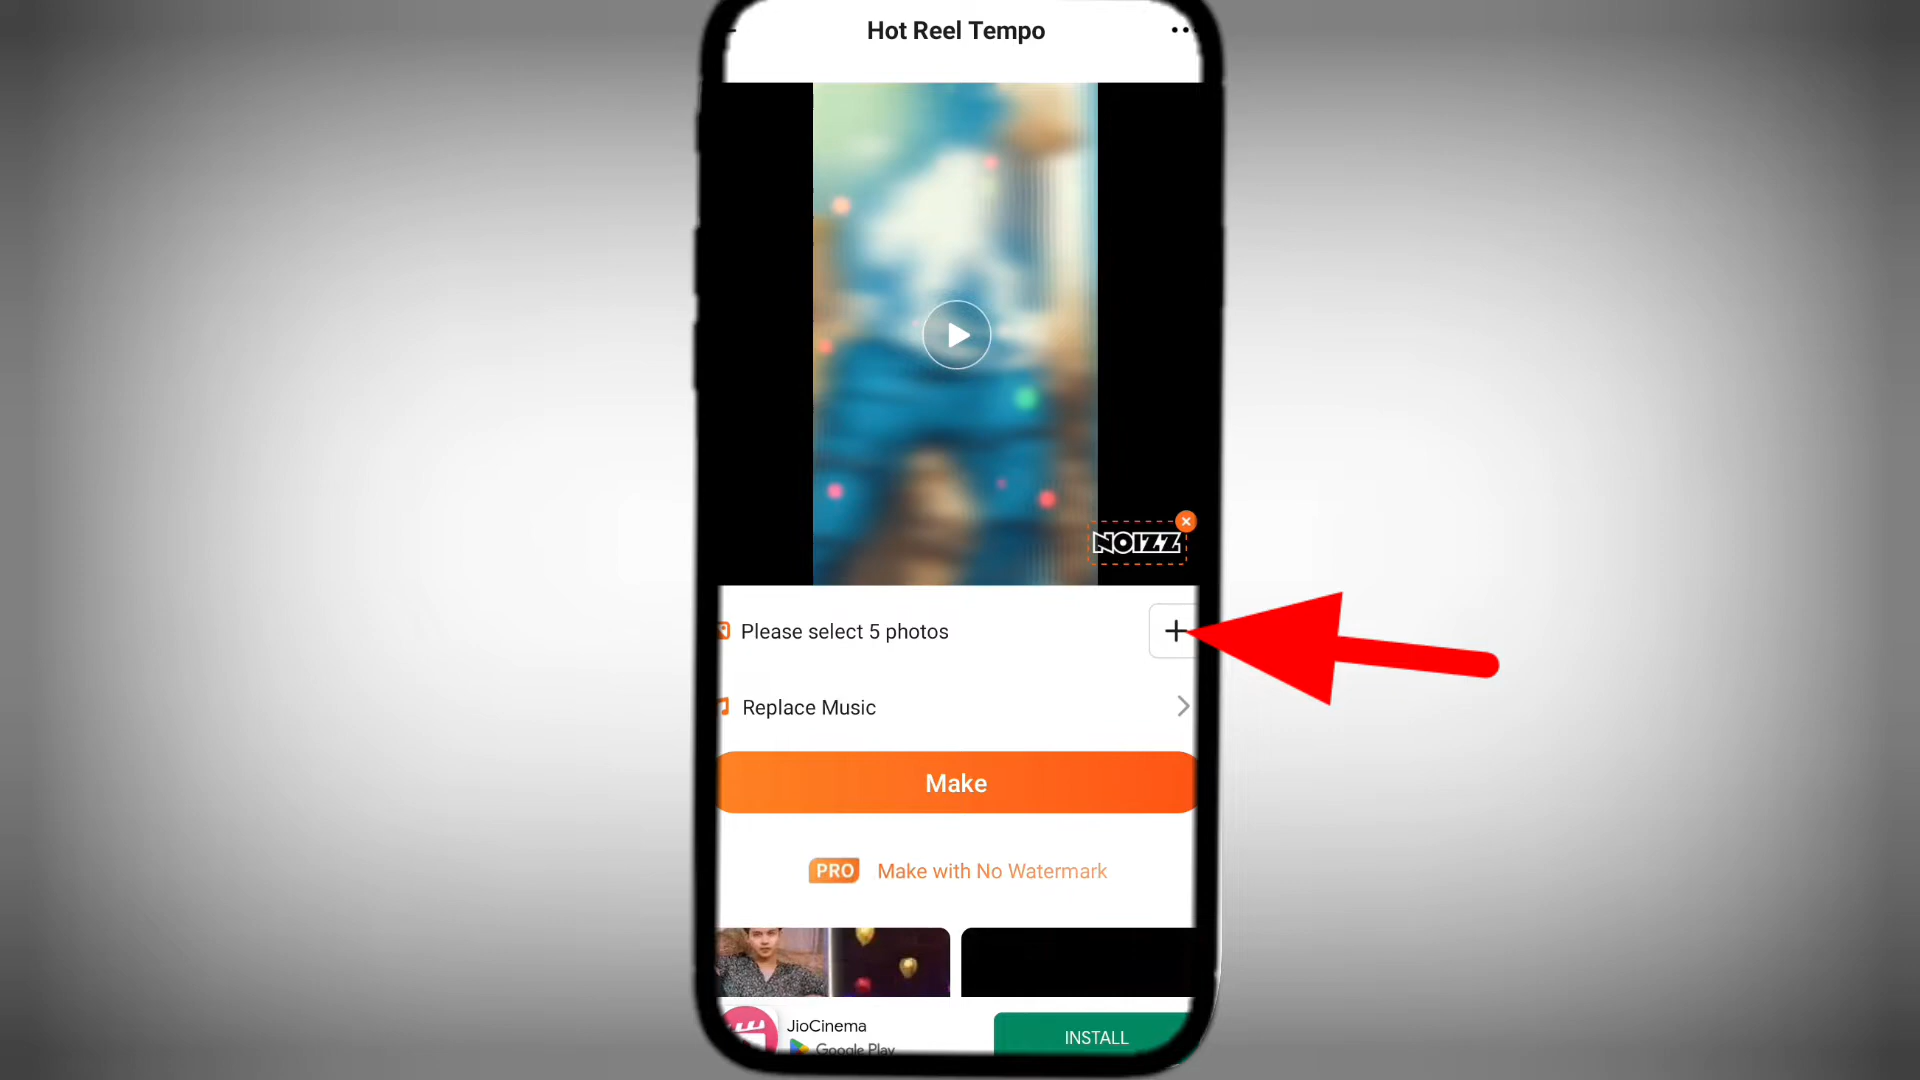 Hot Reel Tempo
NOIZZ
Please select 5 photos
Replace Music
Make
PRO Make with No Watermark
JioCinema
Google Play
INSTALL